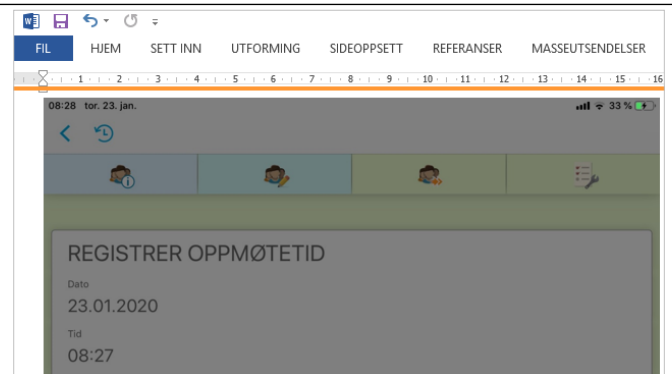 FIL HJEM SETT INN UTFORMING SIDEOPPSETT REFERANSER MASSEUTSENDELSER
1 2 3 4 5 6 7 8 9 10 11 12 13 14 15 16
08:28 tor. 23. jan. 33 %
REGISTRER OPPMØTETID
Dato
23.01.2020
Tid
08:27